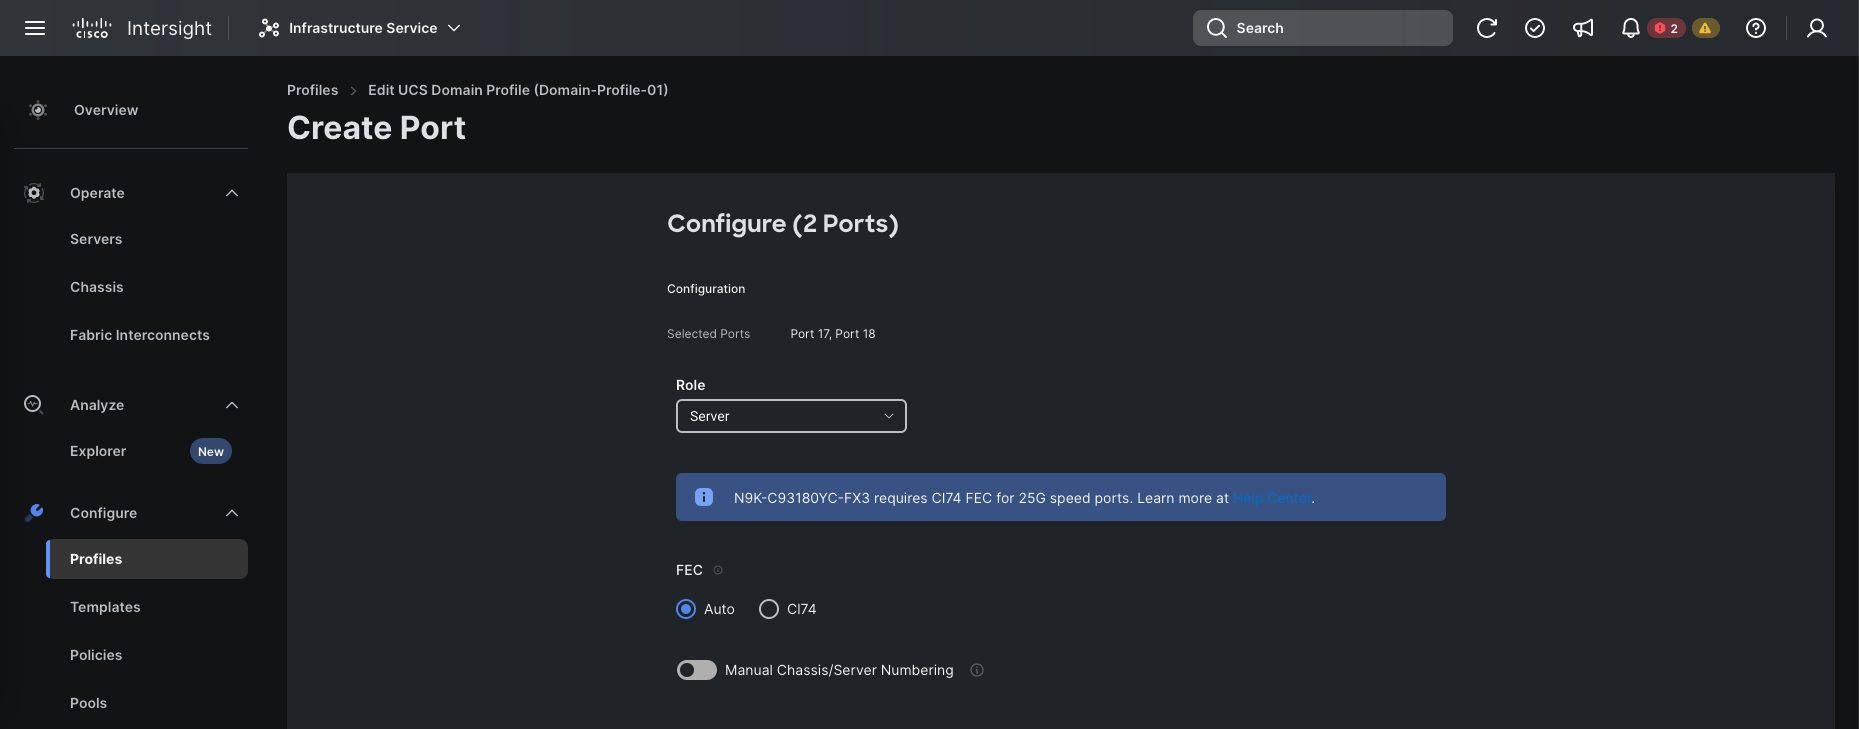 CISCO Intersight Infrastructure Service Search 2
Profiles > Edit UCS Domain Profile (Domain-Profile-01)
Create Port
Overview
Operate
Servers
Chassis
Fabric Interconnects
Analyze
Explorer New
Configure
Profiles
Templates
Policies
Pools
Configure (2 Ports)
Configuration
Selected Ports Port 17, Port 18
Role
Server
N9K-C93180YC-FX3 requires Cl74 FEC for 25G speed ports. Learn more at Help Center.
FEC
Auto Cl74
Manual Chassis/Server Numbering